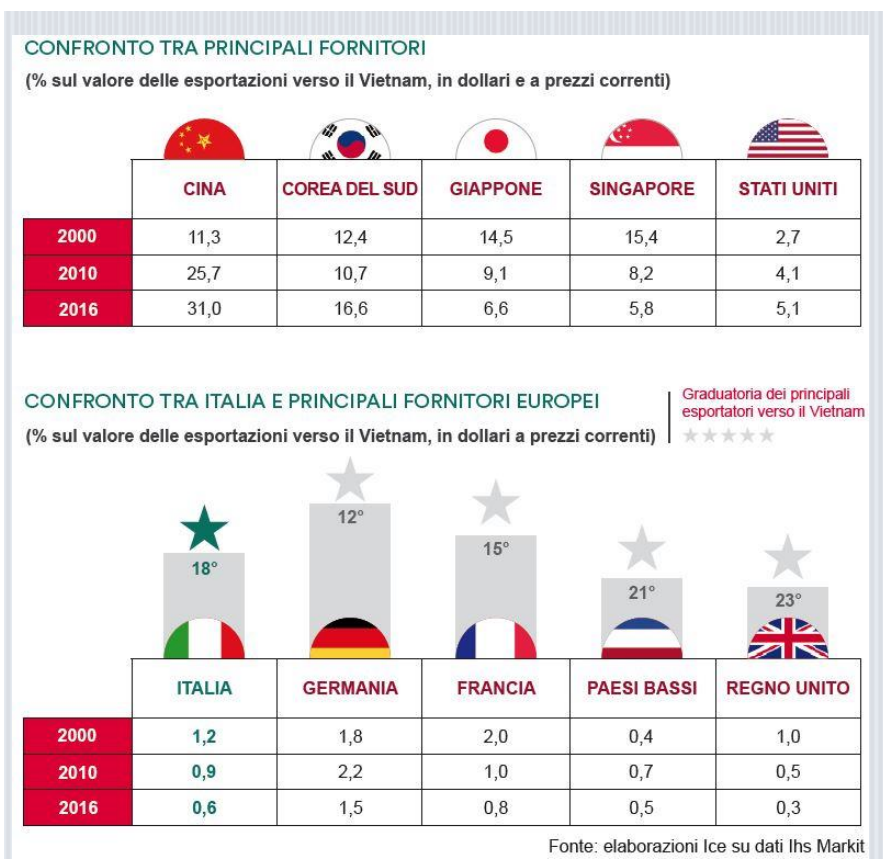 CONFRONTO TRA PRINCIPALI FORNITORI
(% sul valore delle esportazioni verso il Vietnam, in dollari e a prezzi correnti)
CINA COREA DEL SUD GIAPPONE SINGAPORE STATI UNITI
2000 11,3 12,4 14,5 15,4 2,7
2010 25,7 10,7 9,1 8,2 4,1
2016 31,0 16,6 6,6 5,8 5,1
CONFRONTO TRA ITALIA E PRINCIPALI FORNITORI EUROPEI
(% sul valore delle esportazioni verso il Vietnam, in dollari a prezzi correnti)
Graduatoria dei principali
esportatori verso il Vietnam
18° 12° 15° 21° 23°
ITALIA GERMANIA FRANCIA PAESI BASSI REGNO UNITO
2000 1,2 1,8 2,0 0,4 1,0
2010 0,9 2,2 1,0 0,7 0,5
2016 0,6 1,5 0,8 0,5 0,3
Fonte: elaborazioni Ice su dati Ihs Markit